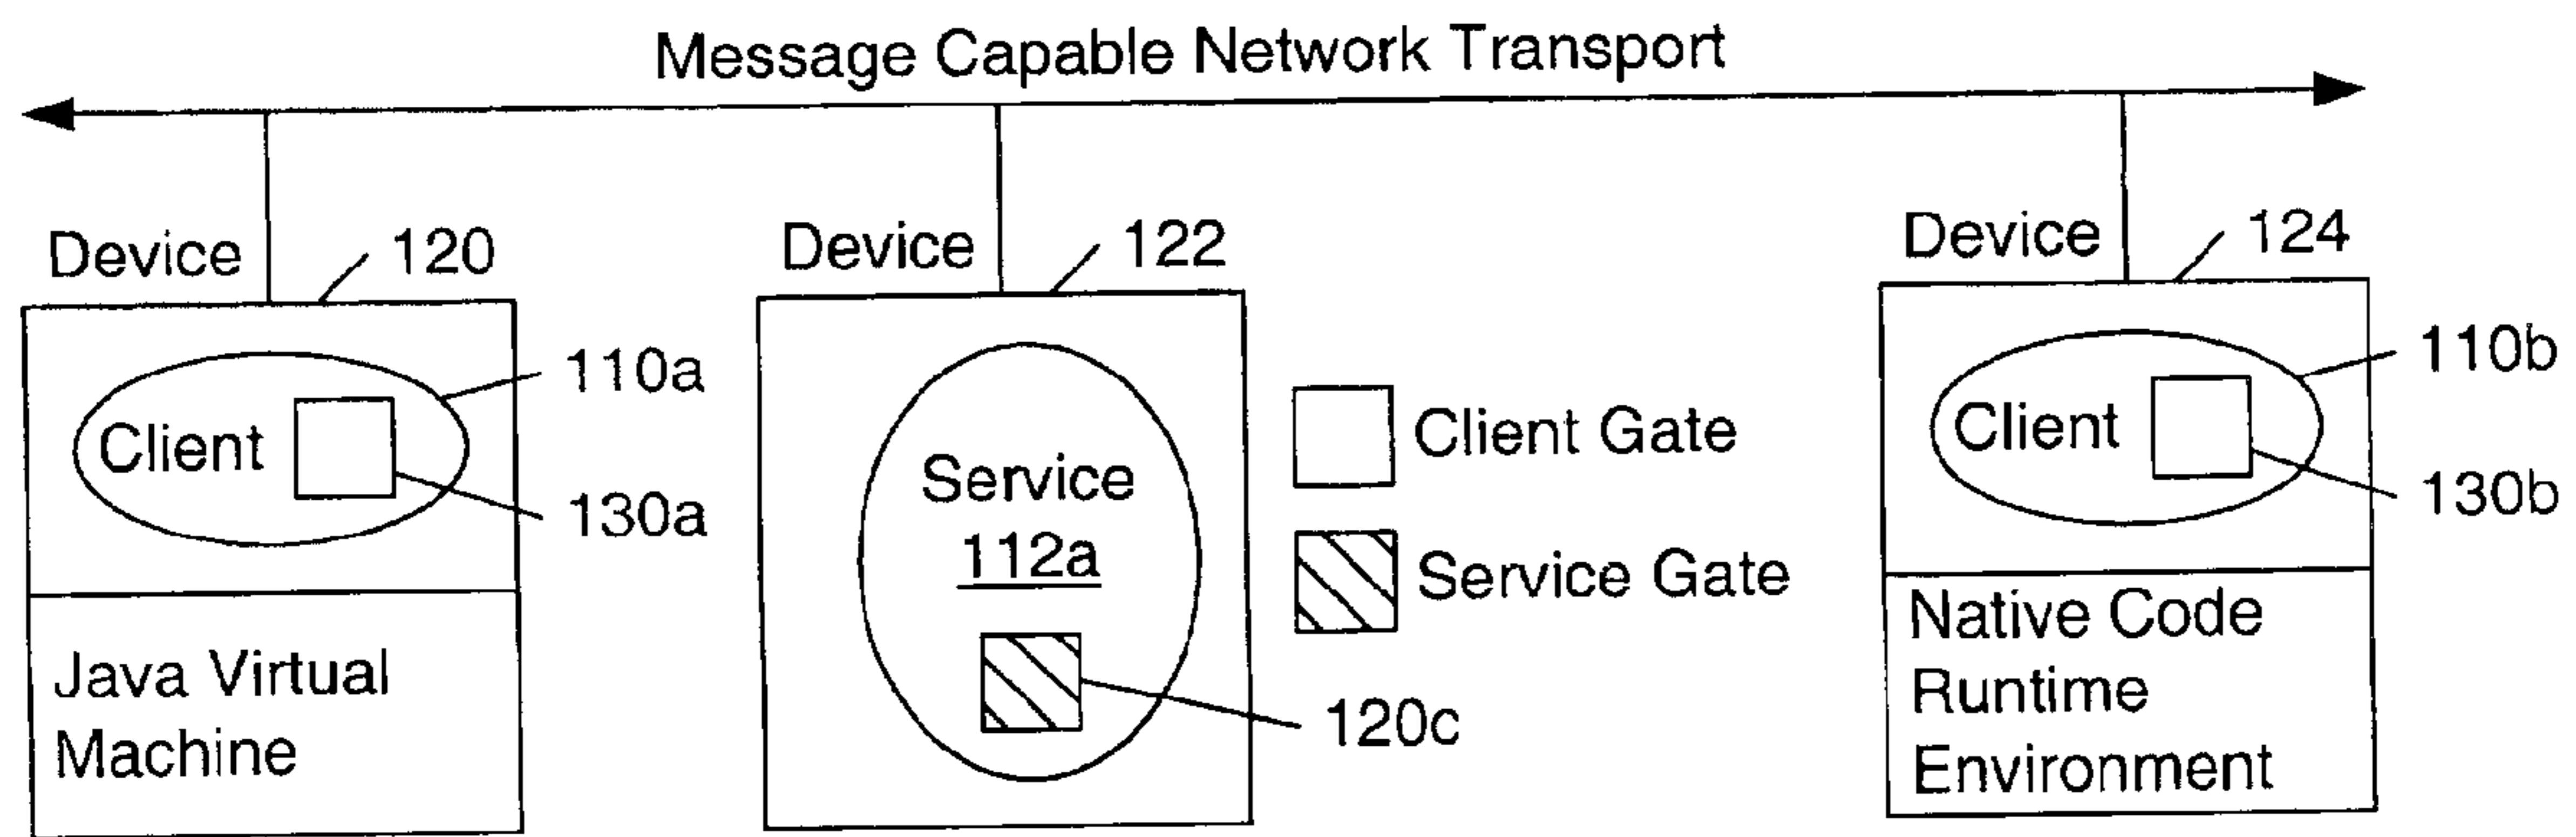 Message Capable Network Transport
Device
120
Device
122
Device
124
Client
110a
130a
Java Virtual
Machine
Service
112a
120c
Client Gate
Service Gate
Client
110b
130b
Native Code
Runtime
Environment